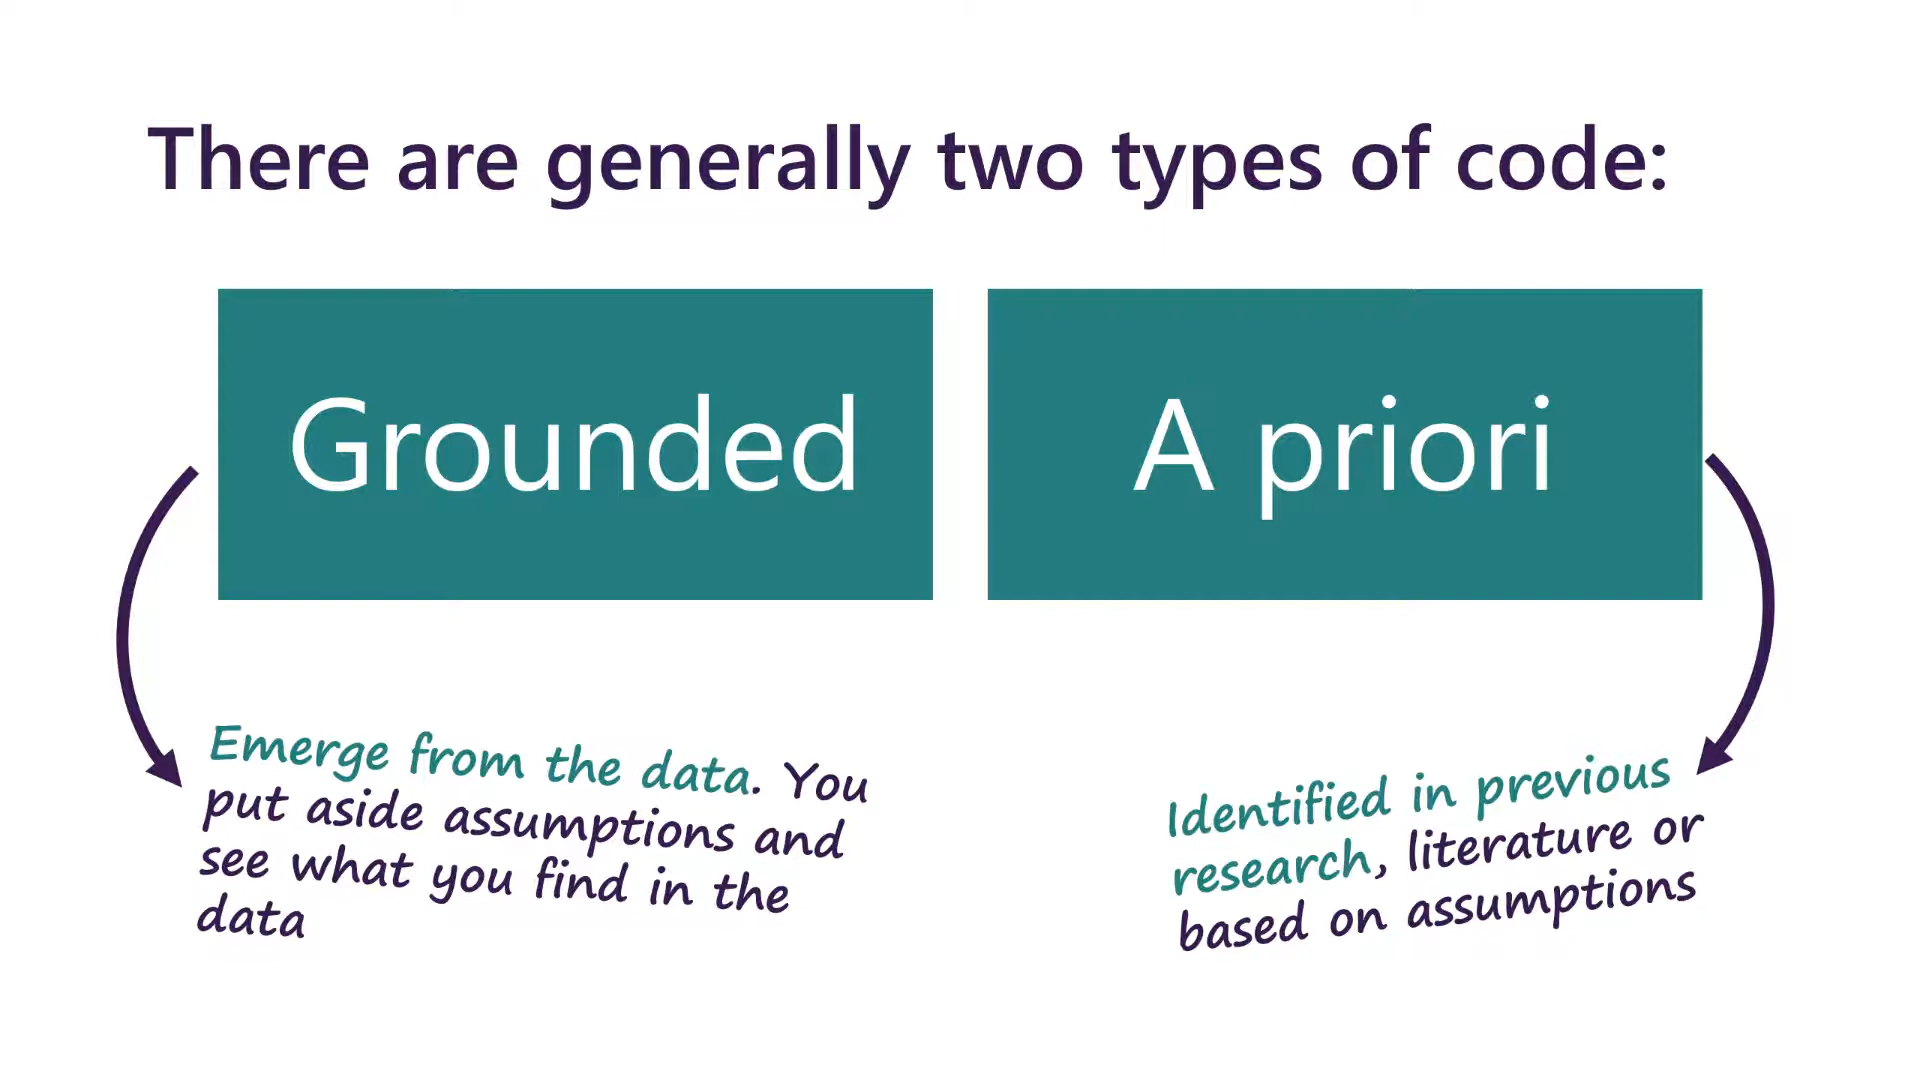 There are generally two types of code:
Grounded
A priori
Emerge from the data. You
put aside assumptions and
see what you find in the
data
Identified in previous
research, literature or
based on assumptions